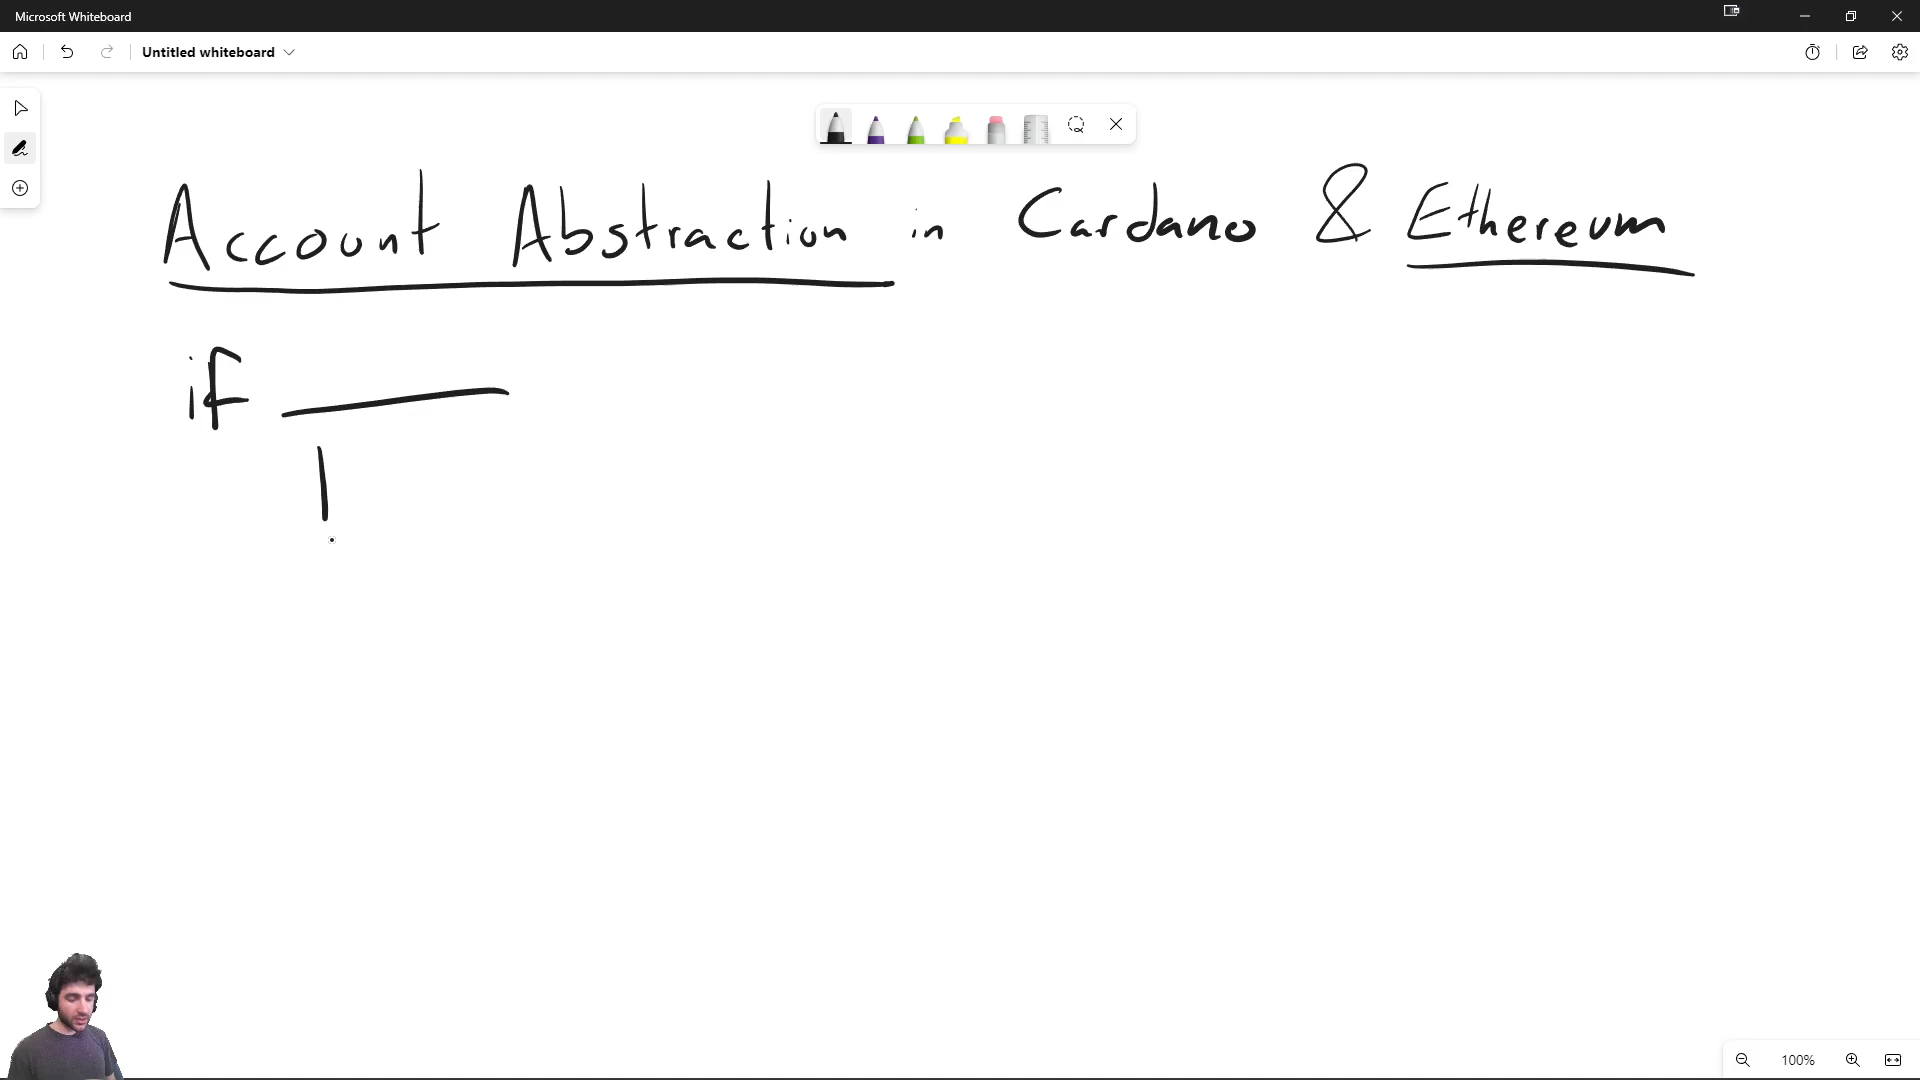 Microsoft Whiteboard
Untitled whiteboard
Account Abstraction in Cardano & Ethereum
if
100%